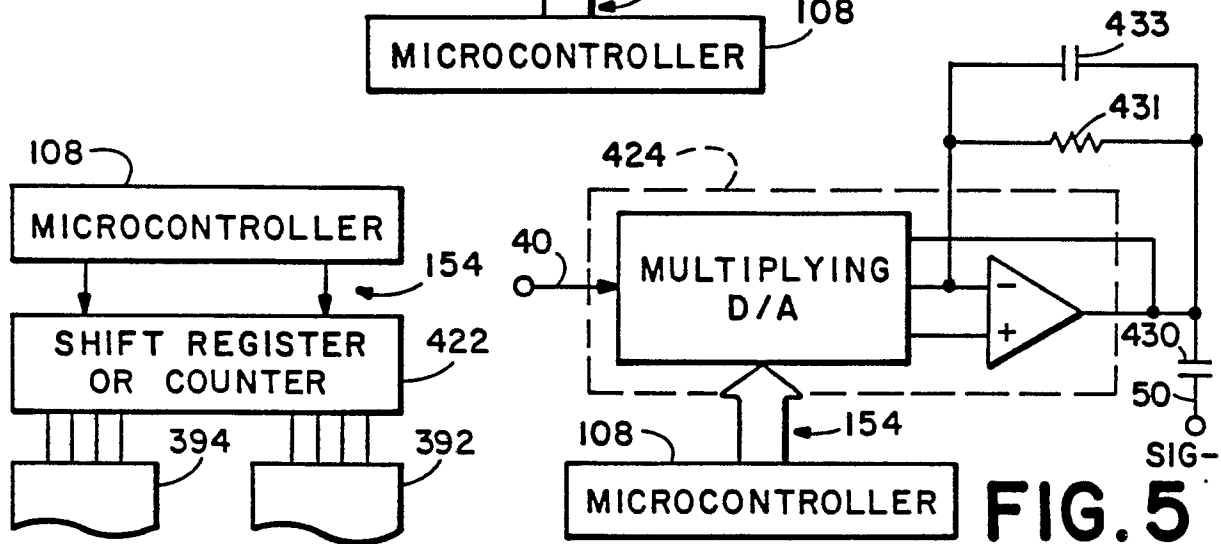 108
MICROCONTROLLER
433
431
108
MICROCONTROLLER
154
SHIFT REGISTER
OR COUNTER
422
394
392
424
40
MULTIPLYING
D/A
−
+
430
50
SIG-
108
154
MICROCONTROLLER
FIG. 5